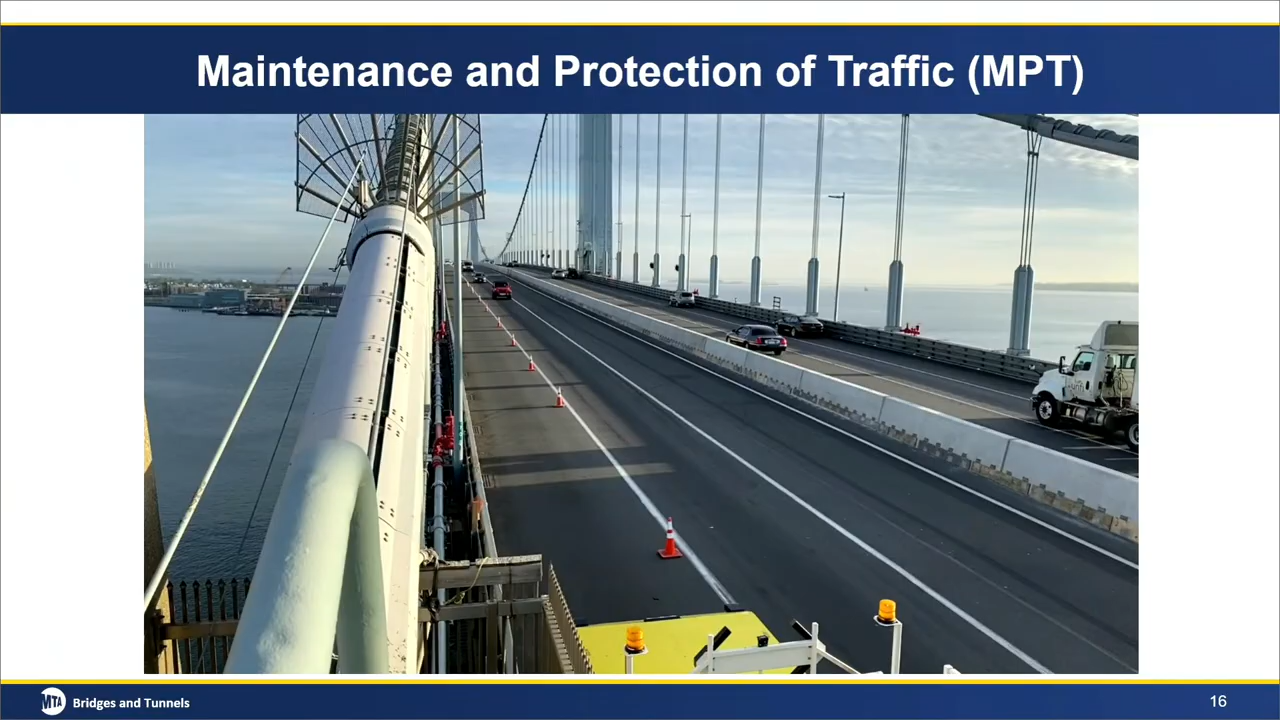 Maintenance and Protection of Traffic (MPT)
MTA Bridges and Tunnels
16